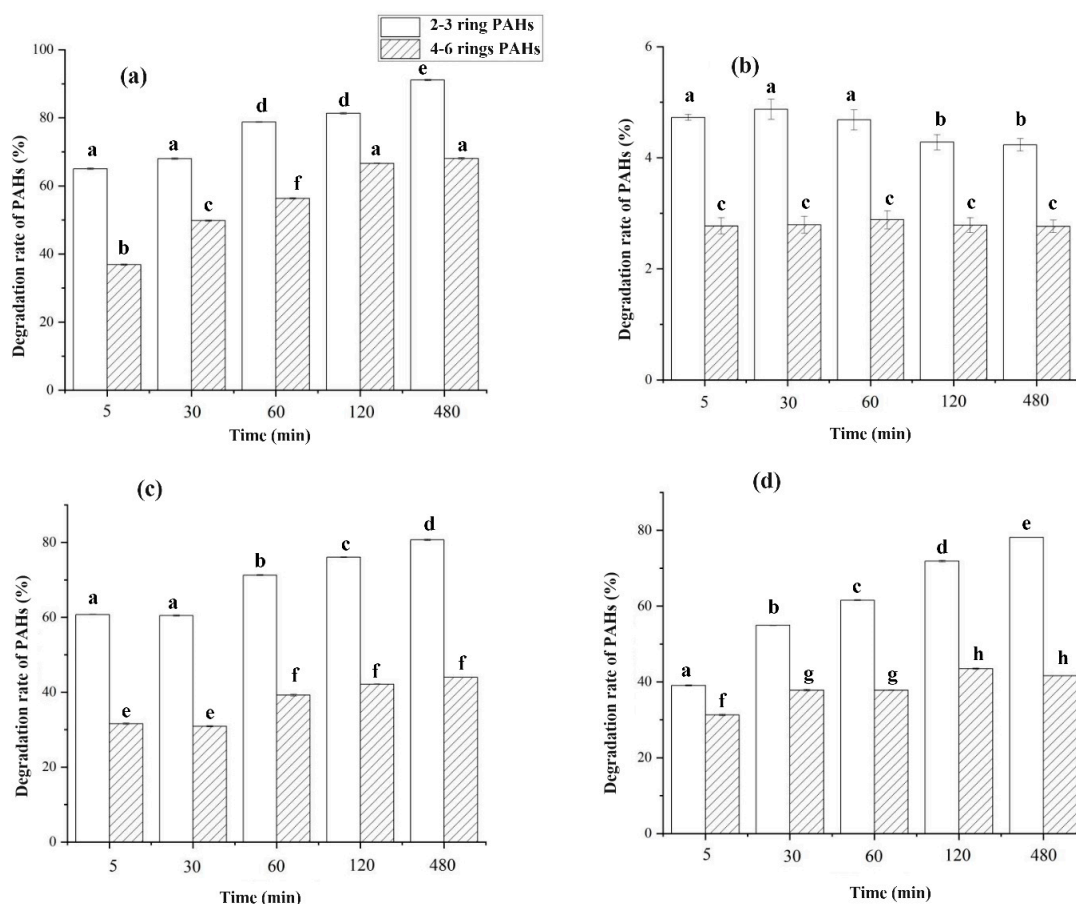 2-3 ring PAHs
4-6 rings PAHs
(a)
Degradation rate of PAHs (%)
100
80
60
40
20
0
a
b
a
c
d
f
d
a
e
a
5
30
60
120
480
Time (min)
(b)
Degradation rate of PAHs (%)
6
4
2
0
a
c
a
c
a
c
b
c
b
c
5
30
60
120
480
Time (min)
(c)
Degradation rate of PAHs (%)
80
60
40
20
0
a
e
a
e
b
f
c
f
d
f
5
30
60
120
480
Time (min)
(d)
Degradation rate of PAHs (%)
80
60
40
20
0
a
f
b
g
c
g
d
h
e
h
5
30
60
120
480
Time (min)